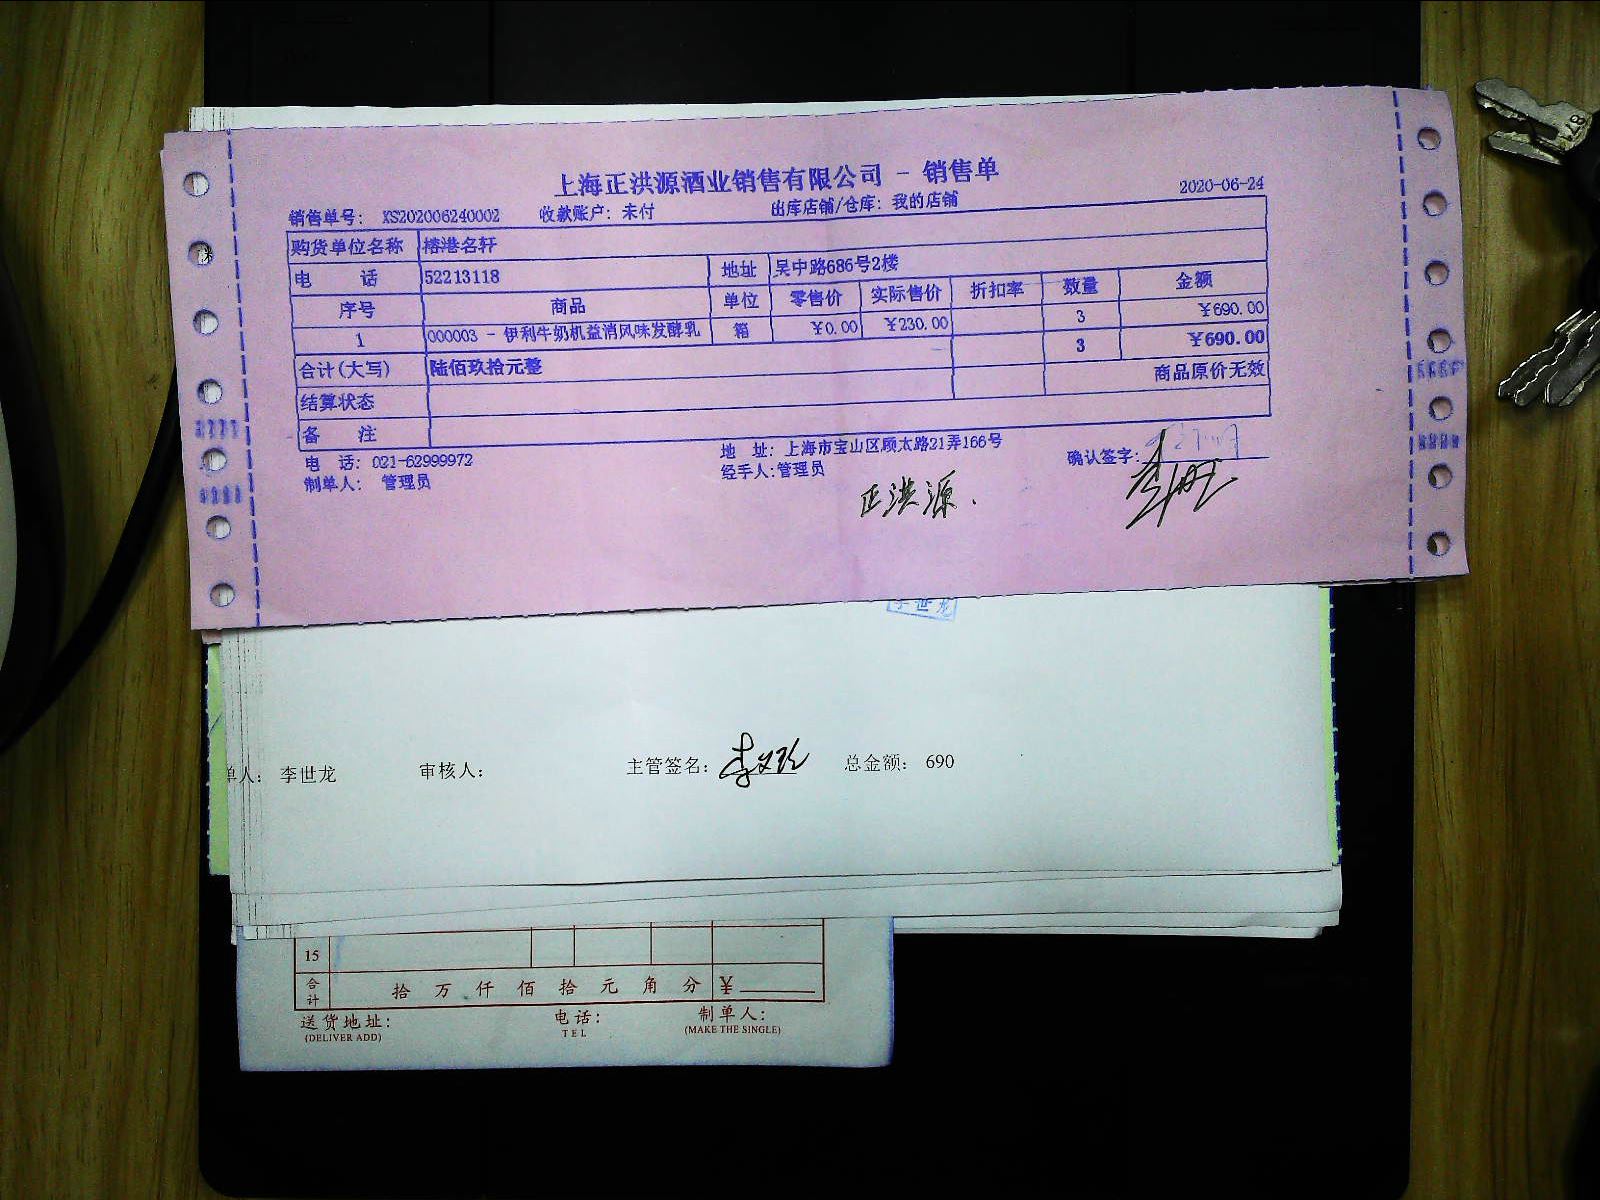 上海正洪源酒业销售有限公司 - 销售单
销售单号: XS202006240002 收款账户: 未付 出库店铺/仓库: 我的店铺 2020-06-24
购货单位名称 榕港名轩
电 话 52213118 地址 吴中路686号2楼
序号 商品 单位 零售价 实际售价 折扣率 数量 金额
1 000003 - 伊利牛奶机益消风味发酵乳 箱 ¥0.00 ¥230.00 3 ¥690.00
合计(大写) 陆佰玖拾元整 3 ¥690.00
结算状态 商品原价无效
备 注
电 话: 021-62999972 地 址: 上海市宝山区顾太路21弄166号 确认签字:
制单人: 管理员 经手人:管理员
正洪源.
李世龙
单人: 李世龙 审核人: 主管签名: 总金额: 690
15
合计 拾 万 仟 佰 拾 元 角 分 ¥
送货地址: 电话: 制单人:
(DELIVER ADD) TEL (MAKE THE SINGLE)